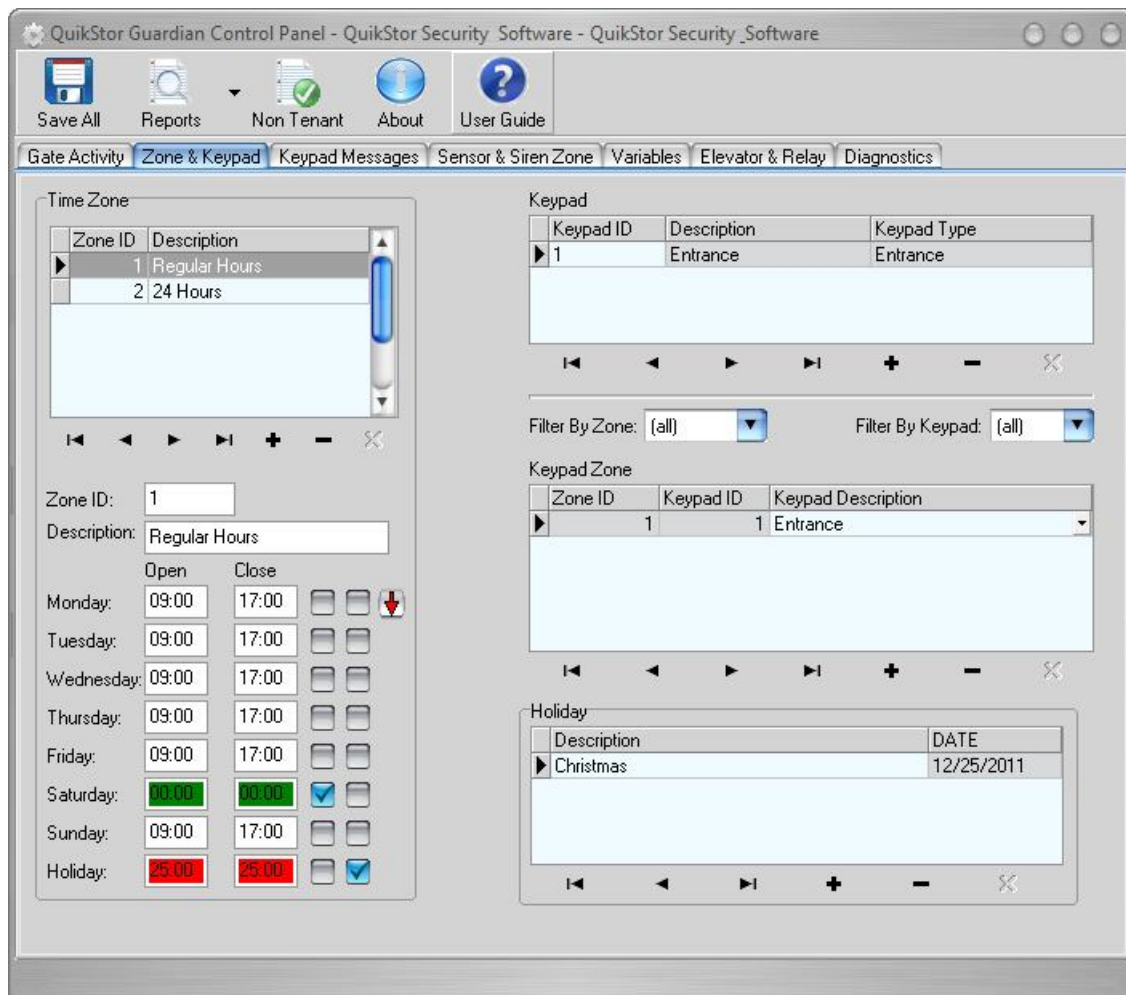 QuikStor Guardian Control Panel - QuikStor Security Software - QuikStor Security _Software
Save All Reports Non Tenant About User Guide
Gate Activity Zone & Keypad Keypad Messages Sensor & Siren Zone Variables Elevator & Relay Diagnostics
Time Zone
Zone ID Description
1 Regular Hours
2 24 Hours
Zone ID: 1
Description: Regular Hours
Open Close
Monday: 09:00 17:00
Tuesday: 09:00 17:00
Wednesday: 09:00 17:00
Thursday: 09:00 17:00
Friday: 09:00 17:00
Saturday: 00:00 00:00
Sunday: 09:00 17:00
Holiday: 25:00 25:00
Keypad
Keypad ID Description Keypad Type
1 Entrance Entrance
Filter By Zone: (all) Filter By Keypad: (all)
Keypad Zone
Zone ID Keypad ID Keypad Description
1 1 Entrance
Holiday
Description DATE
Christmas 12/25/2011